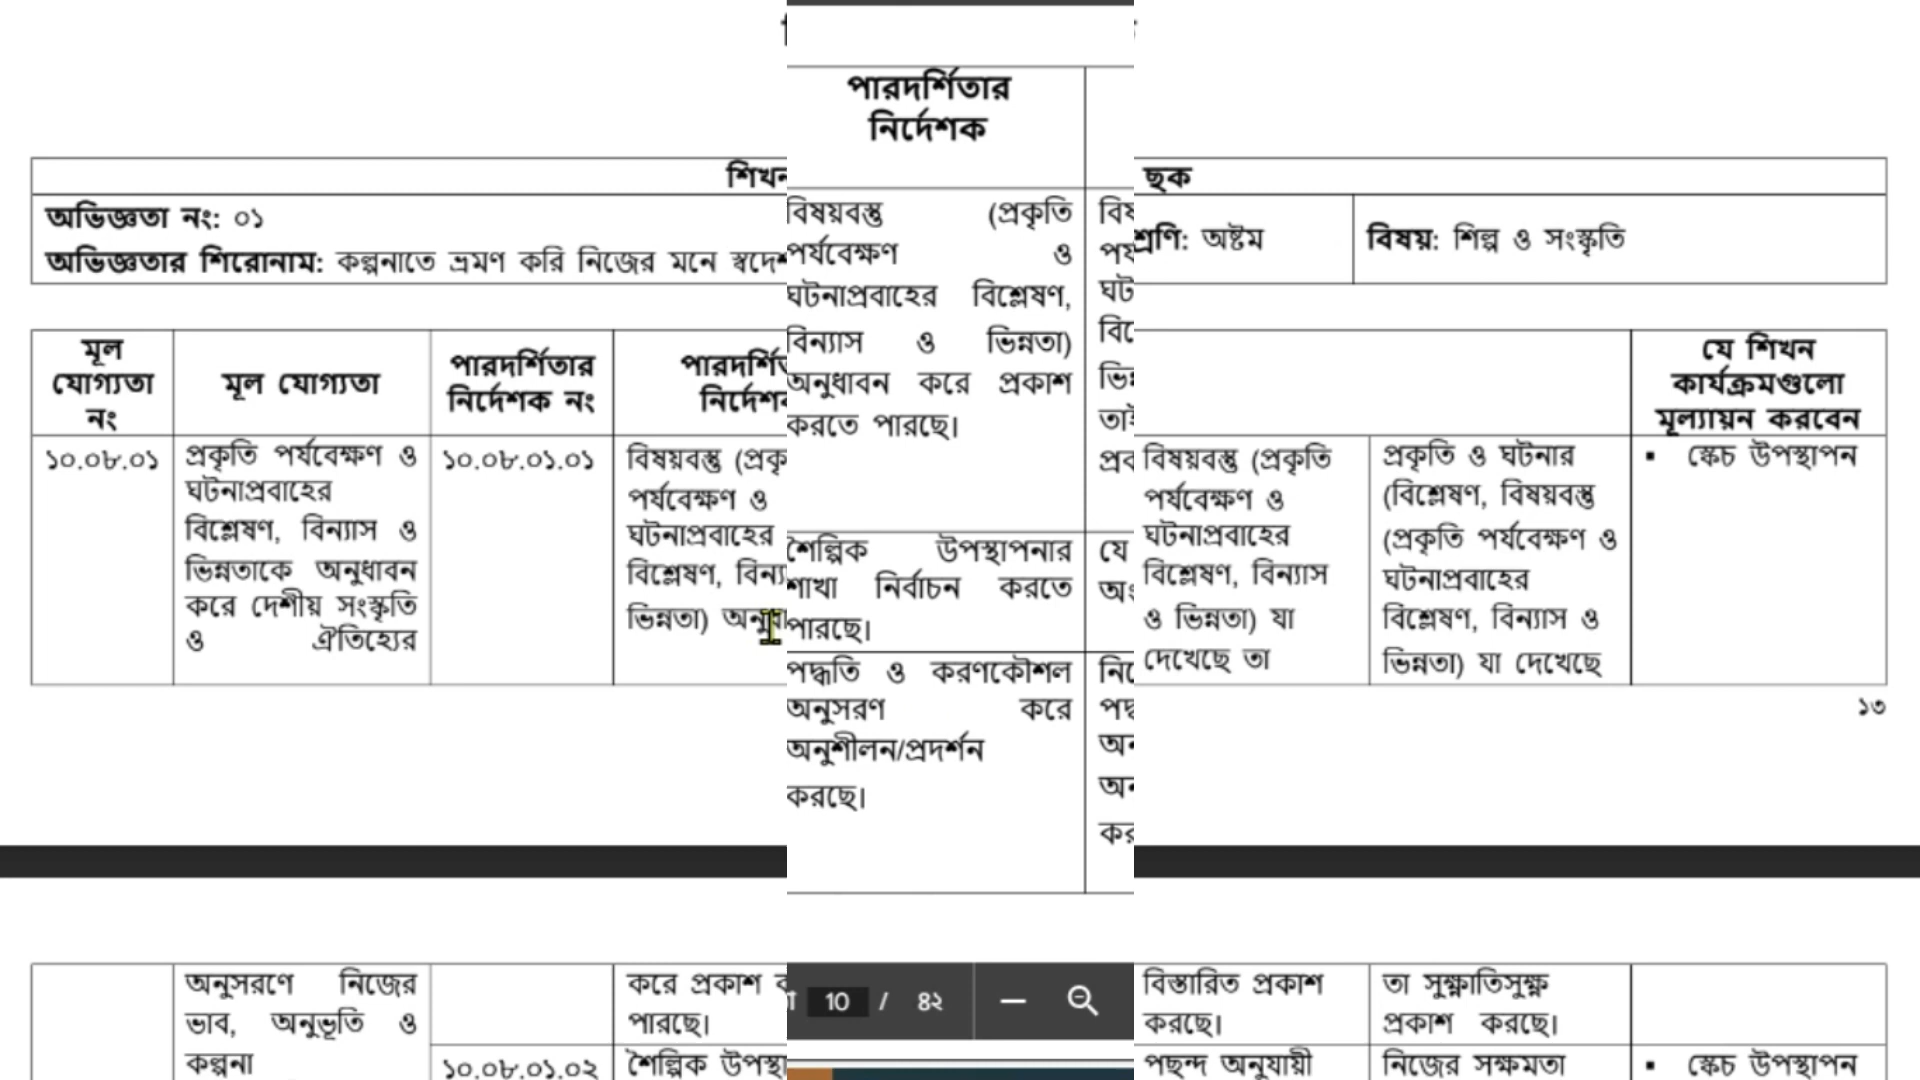 শিখন
অভিজ্ঞতা নং: ০১
অভিজ্ঞতার শিরোনাম: কল্পনাতে ভ্রমণ করি নিজের মনে
মূল
যোগ্যতা
নং
মূল যোগ্যতা
পারদর্শিতার
নির্দেশক নং
১০.০৮.০১
প্রকৃতি পর্যবেক্ষণ ও
ঘটনাপ্রবাহের
বিশ্লেষণ, বিন্যাস ও
ভিন্নতাকে অনুধাবন
করে দেশীয় সংস্কৃতি
ও ঐতিহ্যের
১০.০৮.০১.০১
বিষয়বস্তু
পর্যবেক্ষণ ও
ঘটনাপ্রবাহের
বিশ্লেষণ,
ভিন্নতা)
অনুসরণে নিজের
ভাব, অনুভূতি ও
কল্পনা
করে প্রকাশ
পারছে।
১০.০৮.০১.০২
শৈল্পিক
পারদর্শিতার
নির্দেশক
বিষয়বস্তু (প্রকৃতি
পর্যবেক্ষণ ও
ঘটনাপ্রবাহের বিশ্লেষণ,
বিন্যাস ও ভিন্নতা)
অনুধাবন করে প্রকাশ
করতে পারছে।
শৈল্পিক উপস্থাপনার
শাখা নির্বাচন করতে
পারছে।
পদ্ধতি ও করণকৌশল
অনুসরণ করে
অনুশীলন/প্রদর্শন
করছে।
যে
10 / ৪২
ছক
শ্রেণি: অষ্টম
বিষয়: শিল্প ও সংস্কৃতি
যে শিখন
কার্যক্রমগুলো
মূল্যায়ন করবেন
বিষয়বস্তু (প্রকৃতি
পর্যবেক্ষণ ও
ঘটনাপ্রবাহের
বিশ্লেষণ, বিন্যাস
ও ভিন্নতা) যা
দেখেছে তা
প্রকৃতি ও ঘটনার
(বিশ্লেষণ, বিষয়বস্তু
(প্রকৃতি পর্যবেক্ষণ ও
ঘটনাপ্রবাহের
বিশ্লেষণ, বিন্যাস ও
ভিন্নতা) যা দেখেছে
▪ স্কেচ উপস্থাপন
১৩
বিস্তারিত প্রকাশ
করছে।
তা সুক্ষ্ণাতিসুক্ষ্ণ
প্রকাশ করছে।
পছন্দ অনুযায়ী
নিজের সক্ষমতা
▪ স্কেচ উপস্থাপন